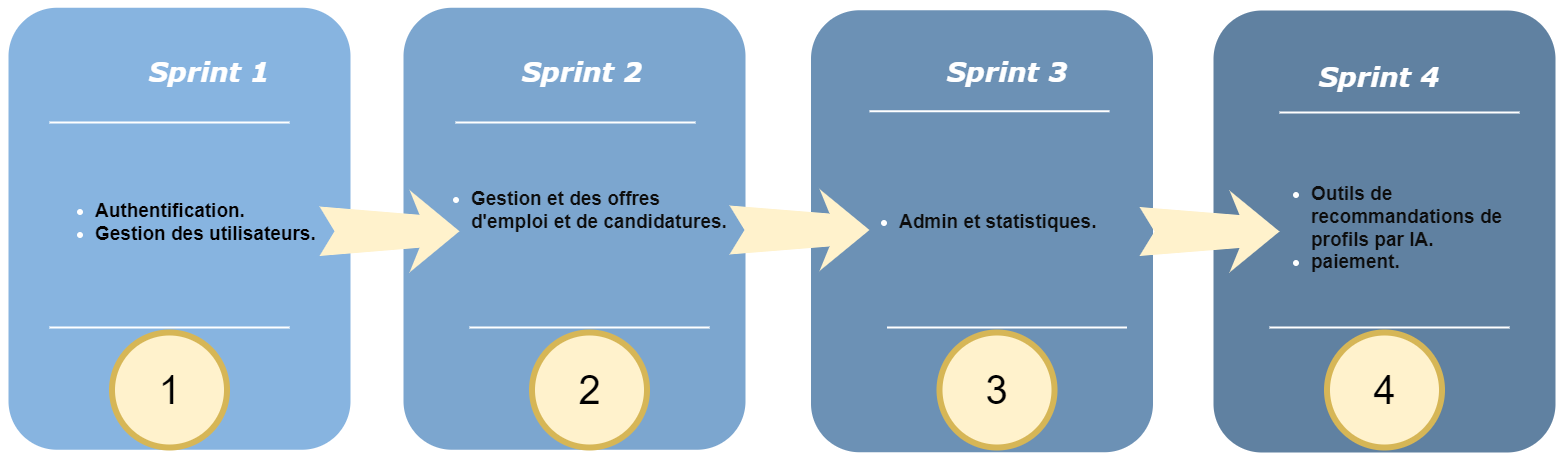 Sprint 1
Authentification.
Gestion des utilisateurs.
1
Sprint 2
Gestion et des offres
d'emploi et de candidatures.
2
Sprint 3
Admin et statistiques.
3
Sprint 4
Outils de
recommandations de
profils par IA.
paiement.
4